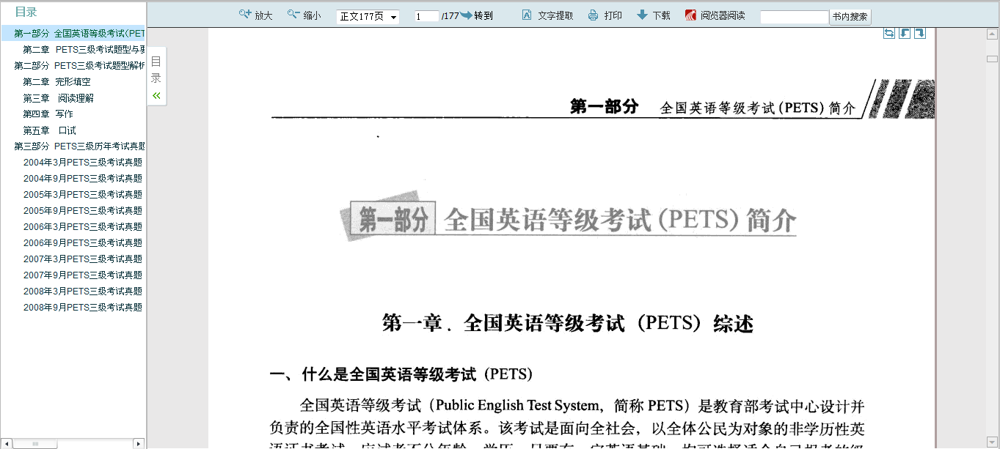 目录
放大 缩小 正文177页 1 /177 转到 文字提取 打印 下载 阅览器阅读 书内搜索
第一部分 全国英语等级考试(PET
第二章 PETS三级考试题型与要
第二部分 PETS三级考试题型解析
第二章 完形填空
第三章 阅读理解
第四章 写作
第五章 口试
第三部分 PETS三级历年考试真题
2004年3月PETS三级考试真题
2004年9月PETS三级考试真题
2005年3月PETS三级考试真题
2005年9月PETS三级考试真题
2006年3月PETS三级考试真题
2006年9月PETS三级考试真题
2007年3月PETS三级考试真题
2007年9月PETS三级考试真题
2008年3月PETS三级考试真题
2008年9月PETS三级考试真题
目
录
«
第一部分 全国英语等级考试(PETS)简介
第一部分 全国英语等级考试(PETS)简介
第一章.全国英语等级考试(PETS)综述
一、什么是全国英语等级考试(PETS)
全国英语等级考试(Public English Test System,简称 PETS)是教育部考试中心设计并
负责的全国性英语水平考试体系。该考试是面向全社会,以全体公民为对象的非学历性英